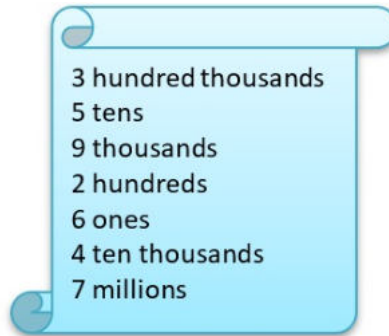 3 hundred thousands
5 tens
9 thousands
2 hundreds
6 ones
4 ten thousands
7 millions